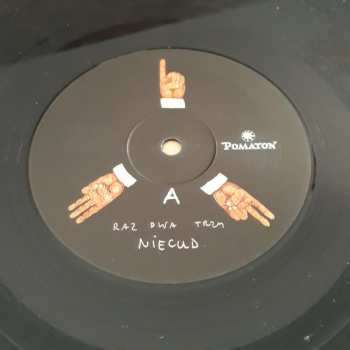 POMATON
A
RAZ DWA TRZY
NIECUD